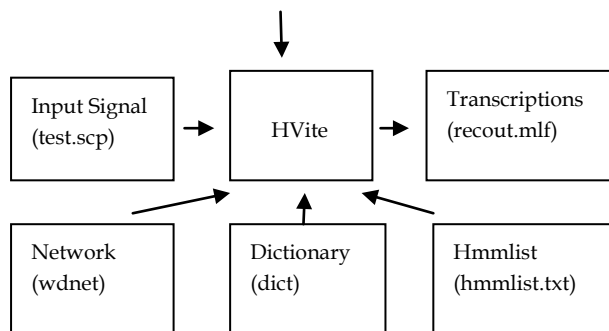 Input Signal
(test.scp)
HVite
Transcriptions
(recout.mlf)
Network
(wdnet)
Dictionary
(dict)
Hmmlist
(hmmlist.txt)